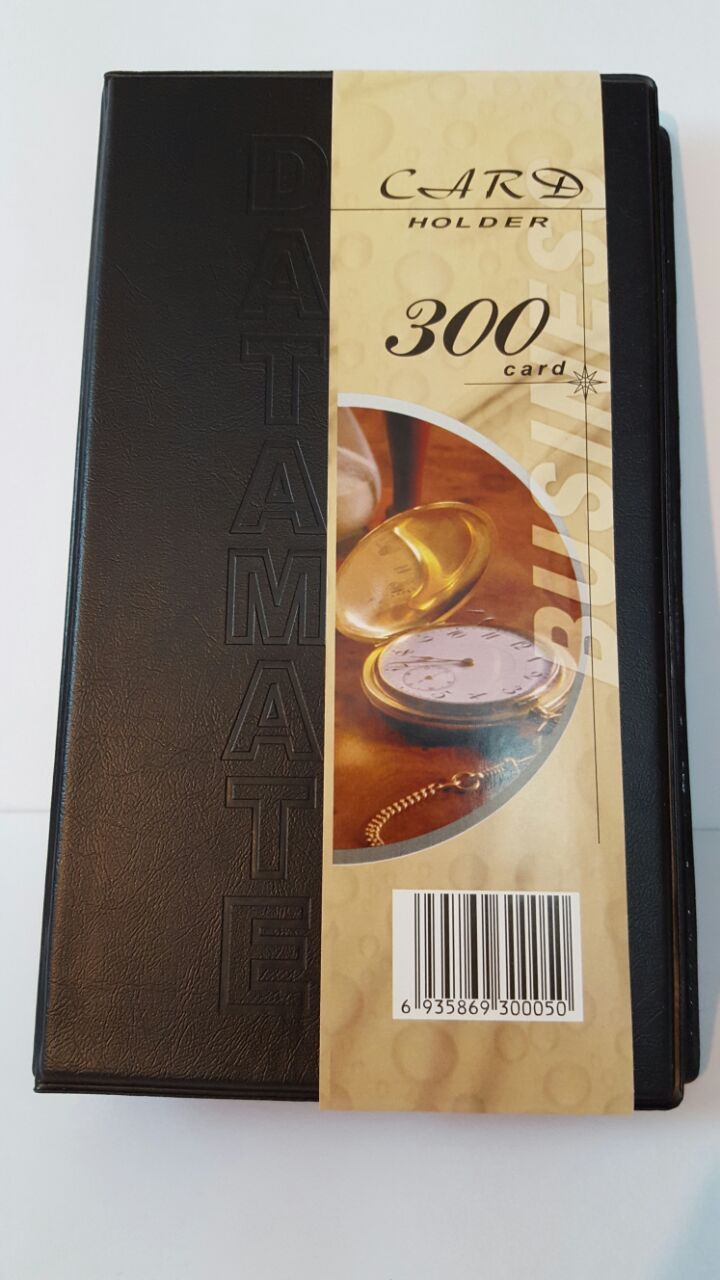 DATAMATE
CARD
HOLDER
300
card
BUSINESS
6 935869 300050